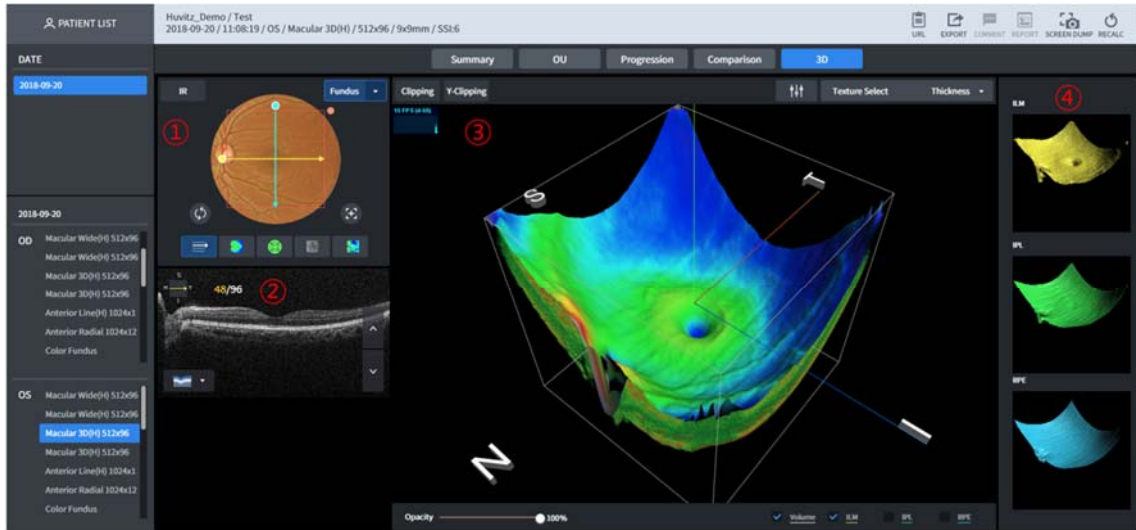 PATIENT LIST
Huvitz_Demo / Test
2018-09-20 / 11:08:19 / OS / Macular 3D(H) / 512x96 / 9x9mm / SSI:6
URL EXPORT COMMENT REPORT SCREEN DUMP RECALC
DATE
2018-09-20
Summary OU Progression Comparison 3D
IR Fundus
①
Clipping Y-Clipping
Texture Select Thickness
③
④
ILM
IPL
RPE
2018-09-20
OD
Macular Wide(H) 512x96
Macular Wide(H) 512x96
Macular 3D(H) 512x96
Macular 3D(H) 512x96
Anterior Line(H) 1024x1
Anterior Radial 1024x12
Color Fundus
OS
Macular Wide(H) 512x96
Macular Wide(H) 512x96
Macular 3D(H) 512x96
Macular 3D(H) 512x96
Anterior Line(H) 1024x1
Anterior Radial 1024x12
Color Fundus
48/96
②
S
T
N
I
Opacity 100%
Volume ILM IPL RPE